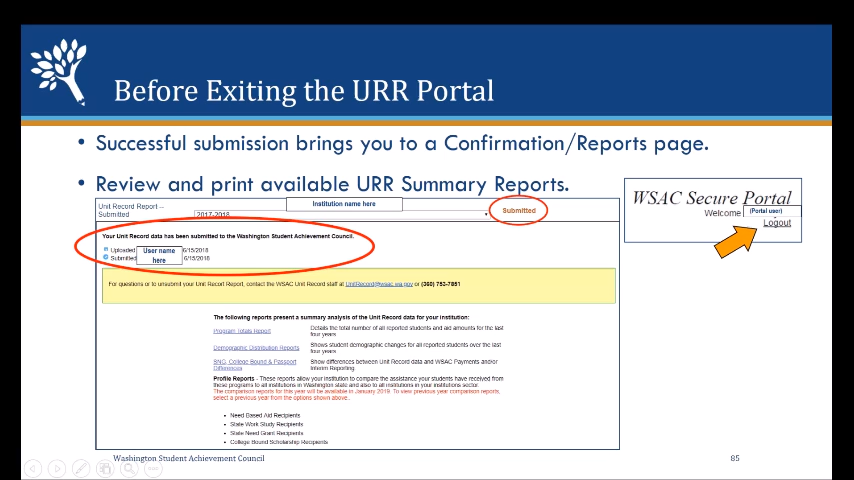 Before Exiting the URR Portal
• Successful submission brings you to a Confirmation/Reports page.
• Review and print available URR Summary Reports.
Unit Record Report –
Submitted
2017-2018
Institution name here
Submitted
Your Unit Record data has been submitted to the Washington Student Achievement Council.
Uploaded
6/15/2018
Submitted
6/15/2018
User name
here
For questions or to unsubmit your Unit Record Report, contact the WSAC Unit Record staff at UnitRecord@wsac.wa.gov or (360) 753-7851
The following reports present a summary analysis of the Unit Record data for your institution:
Program Totals Report
Details the total number of all reported students and aid amounts for the last
four years
Demographic Distribution Reports
Shows student demographic changes for all reported students over the last
four years
SNG, College Bound & Passport
Differences
Show differences between Unit Record data and WSAC Payments and/or
Interim Reporting
Profile Reports - These reports allow your institution to compare the assistance your students have received from
these programs to all institutions in Washington state and also to all institutions in your institutions sector.
The comparison reports for this year will be available in January 2019. To view previous year comparison reports,
select a previous year from the options shown above.
• Need Based Aid Recipients
• State Work Study Recipients
• State Need Grant Recipients
• College Bound Scholarship Recipients
WSAC Secure Portal
Welcome
(Portal user)
Logout
Washington Student Achievement Council
85